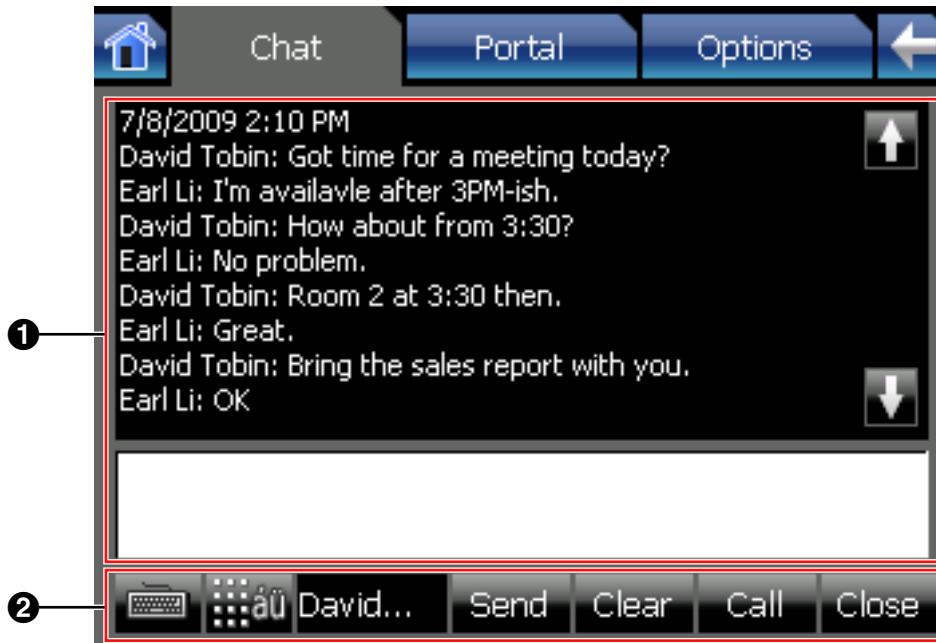 Chat Portal Options
7/8/2009 2:10 PM
David Tobin: Got time for a meeting today?
Earl Li: I'm availavle after 3PM-ish.
David Tobin: How about from 3:30?
Earl Li: No problem.
David Tobin: Room 2 at 3:30 then.
Earl Li: Great.
David Tobin: Bring the sales report with you.
Earl Li: OK
❶
❷ áü David... Send Clear Call Close